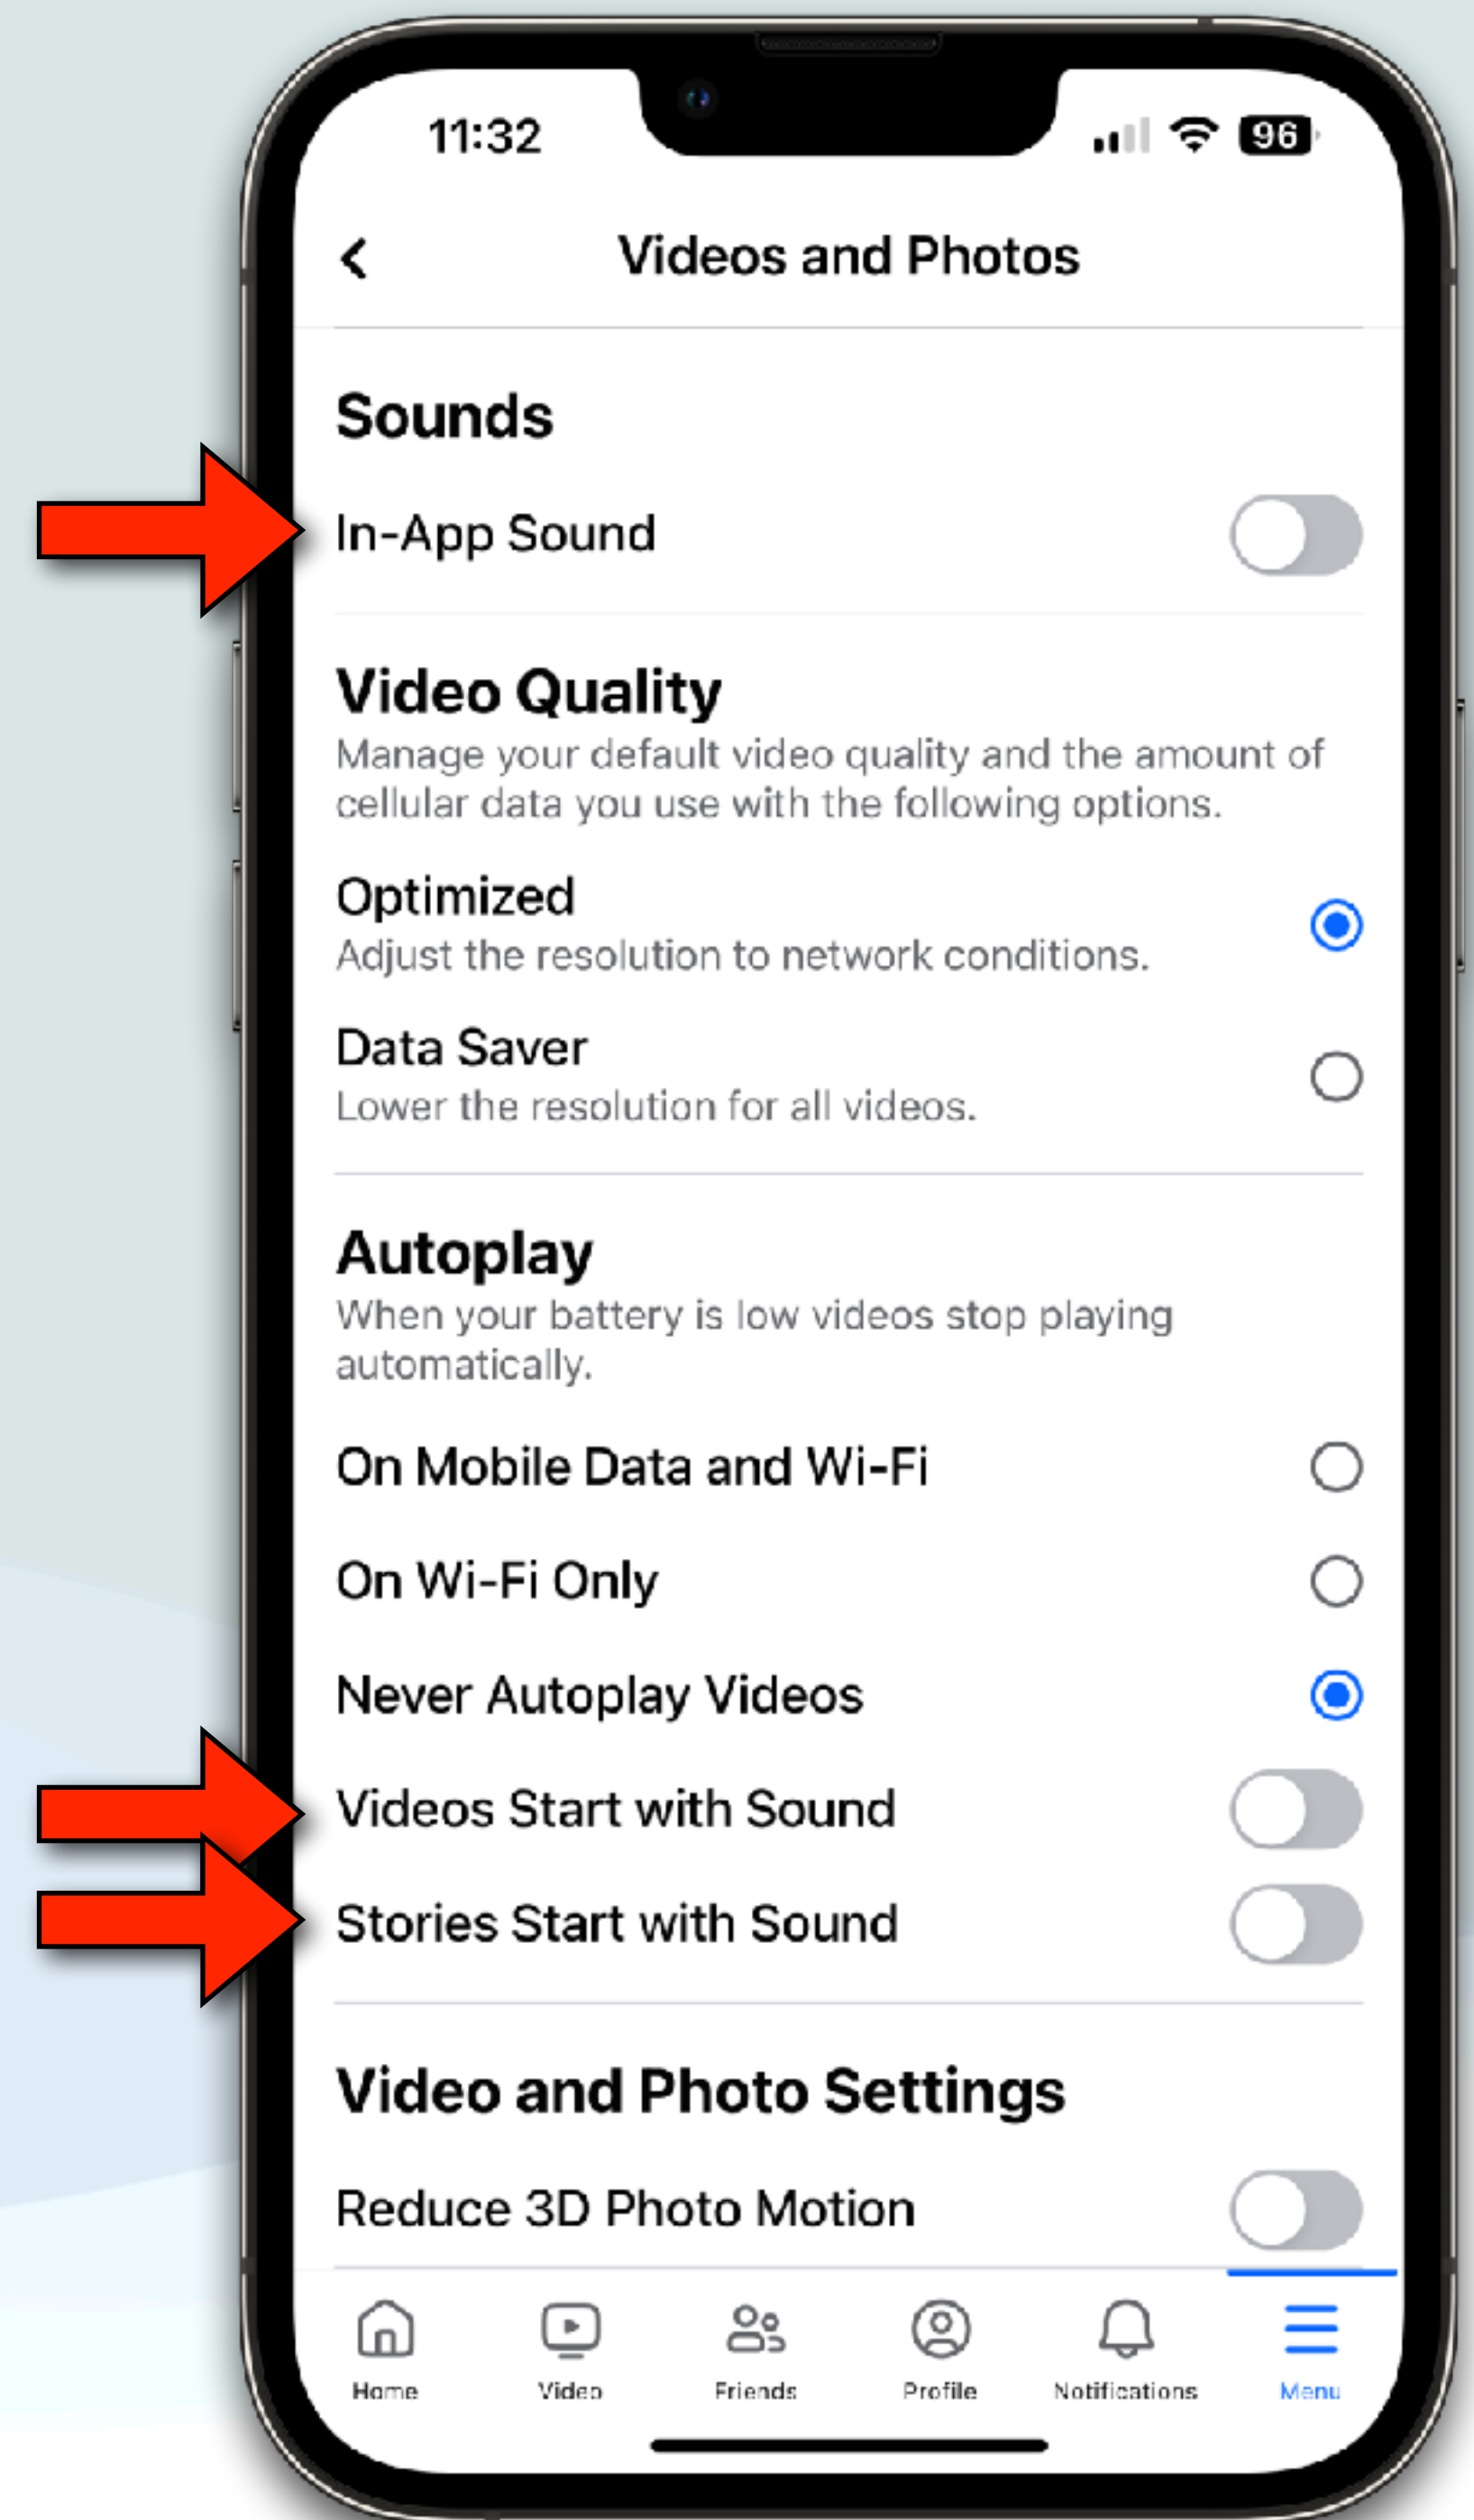 11:32
96
Videos and Photos
Sounds
In-App Sound
Video Quality
Manage your default video quality and the amount of
cellular data you use with the following options.
Optimized
Adjust the resolution to network conditions.
Data Saver
Lower the resolution for all videos.
Autoplay
When your battery is low videos stop playing
automatically.
On Mobile Data and Wi-Fi
On Wi-Fi Only
Never Autoplay Videos
Videos Start with Sound
Stories Start with Sound
Video and Photo Settings
Reduce 3D Photo Motion
Home Video Friends Profile Notifications Menu